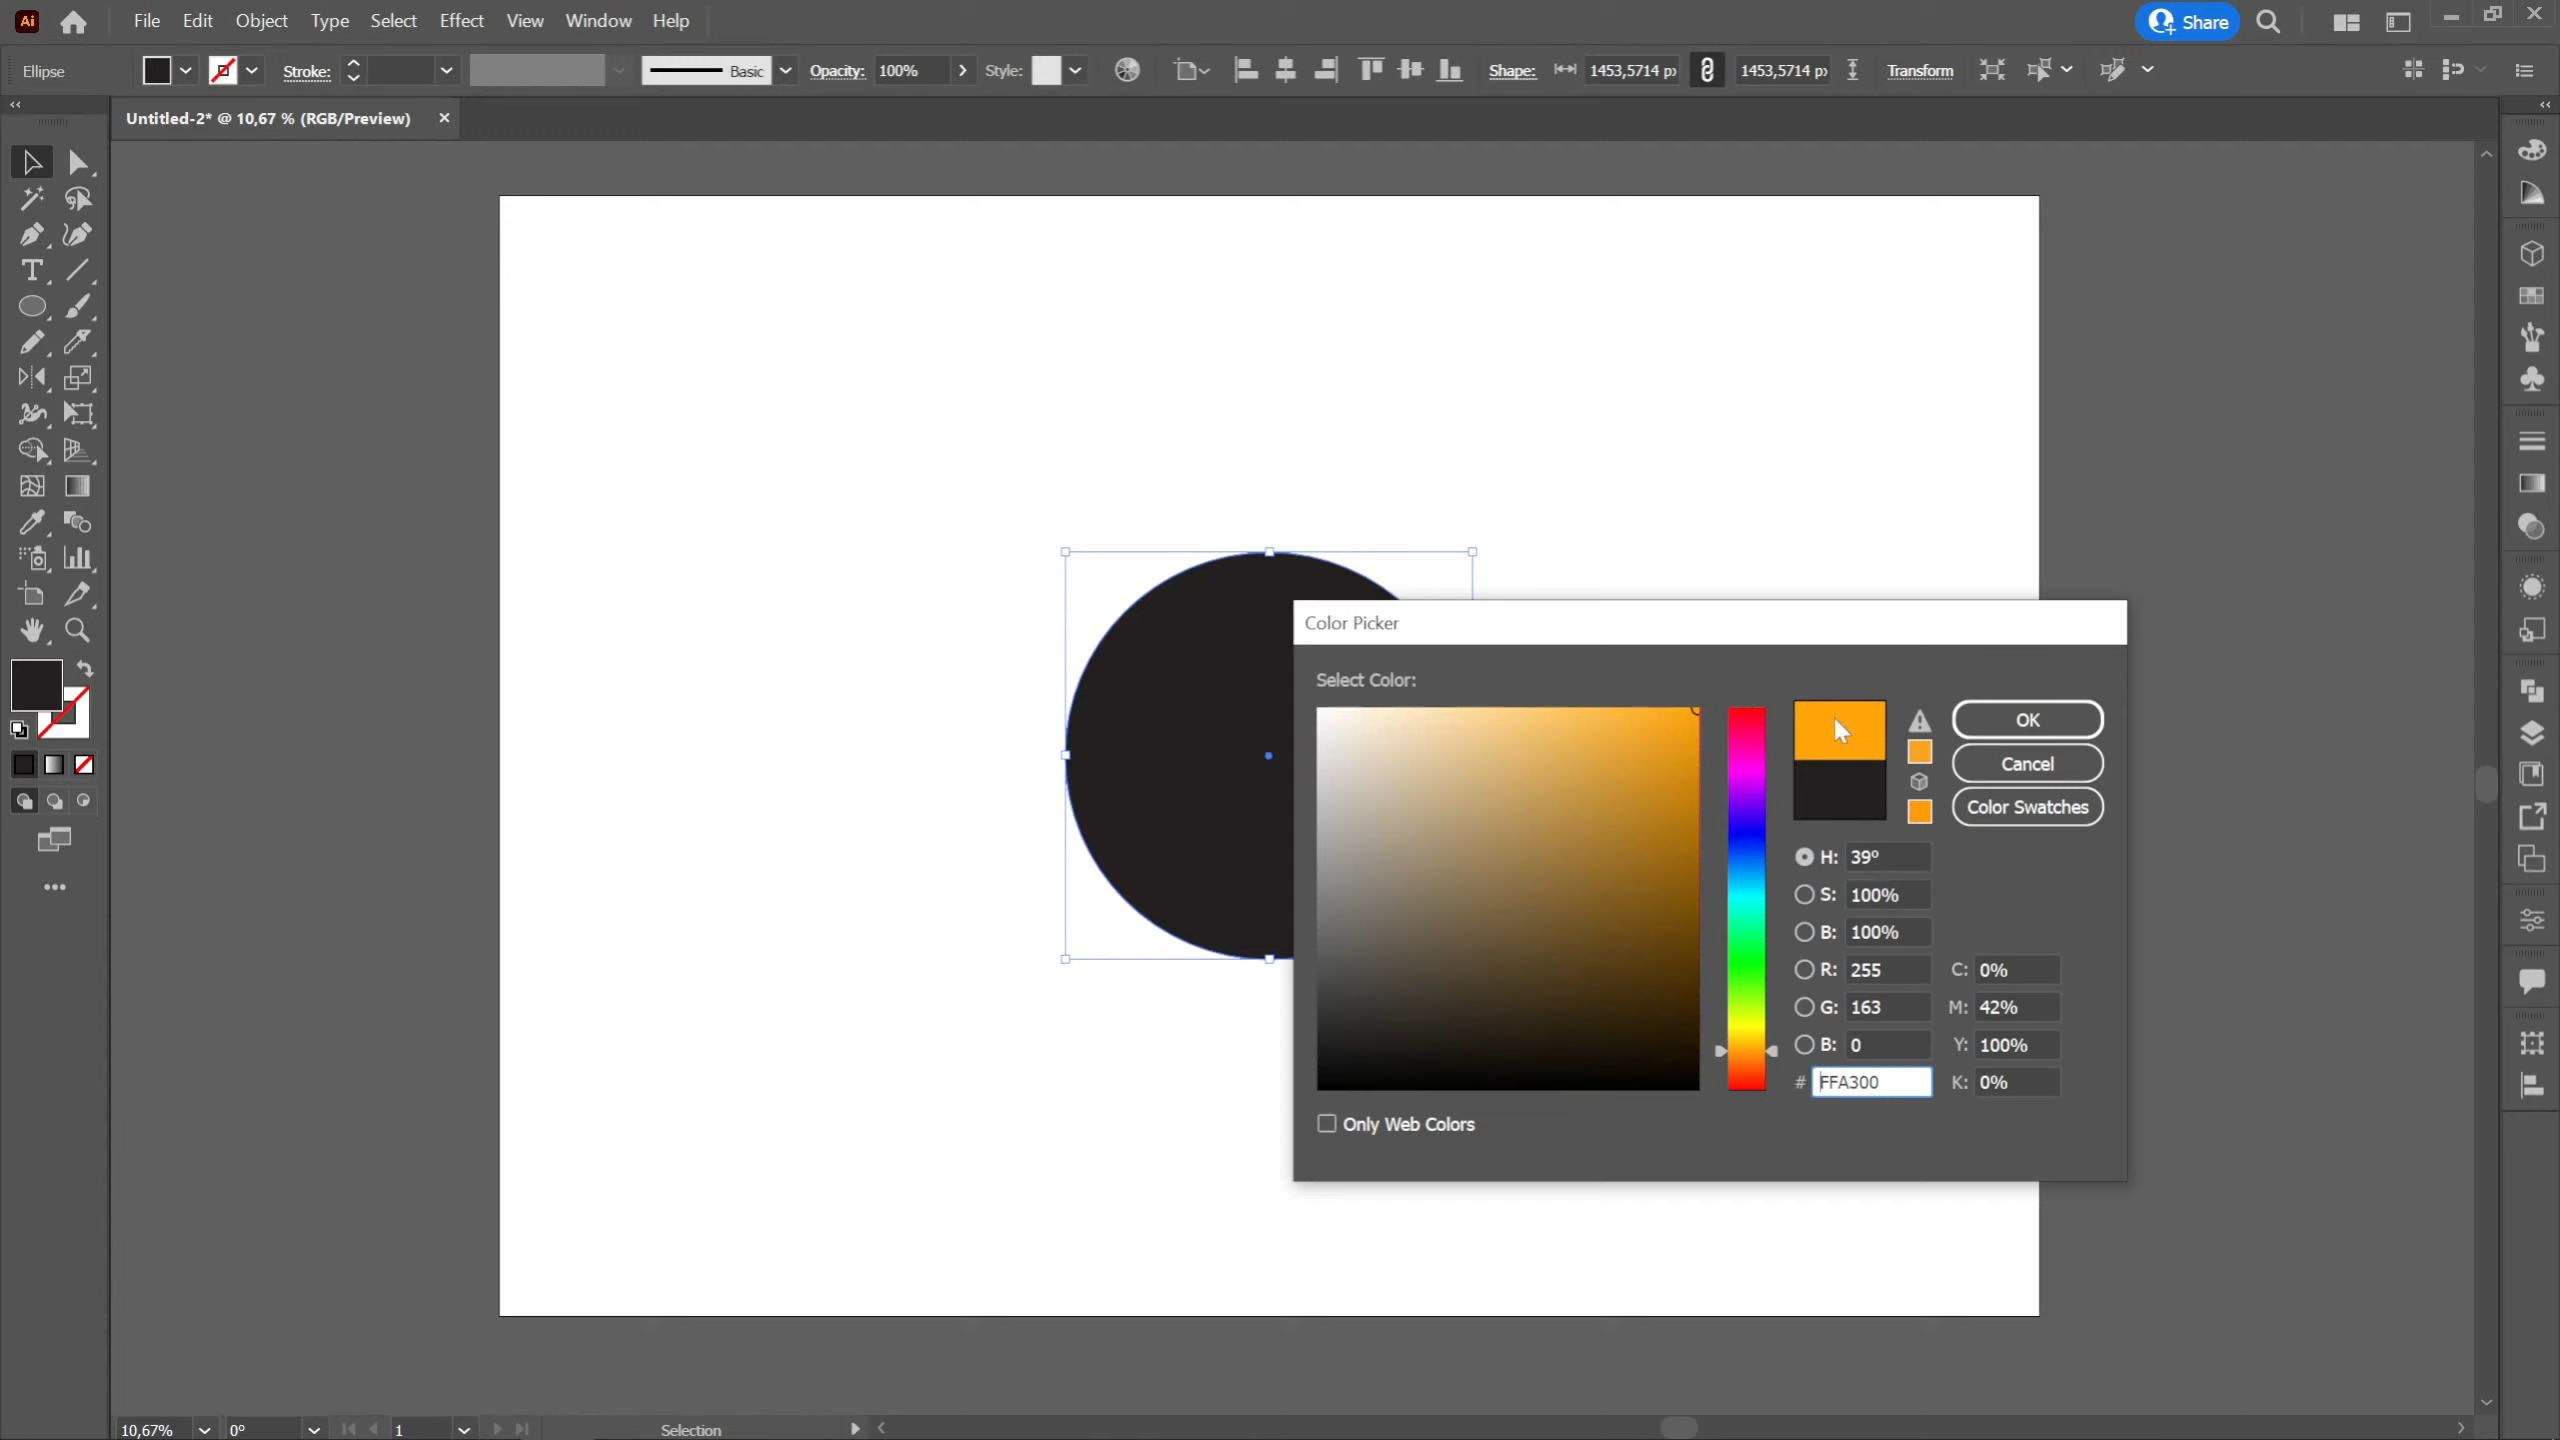 Ai File Edit Object Type Select Effect View Window Help Share
Ellipse Stroke: Basic Opacity: 100% Style: Shape: 1453,5714 px 1453,5714 px Transform
Untitled-2* @ 10,67 % (RGB/Preview)
Color Picker
Select Color:
OK
Cancel
Color Swatches
H: 39º
S: 100%
B: 100%
R: 255 C: 0%
G: 163 M: 42%
B: 0 Y: 100%
# FFA300 K: 0%
Only Web Colors
10,67% 0° 1 Selection